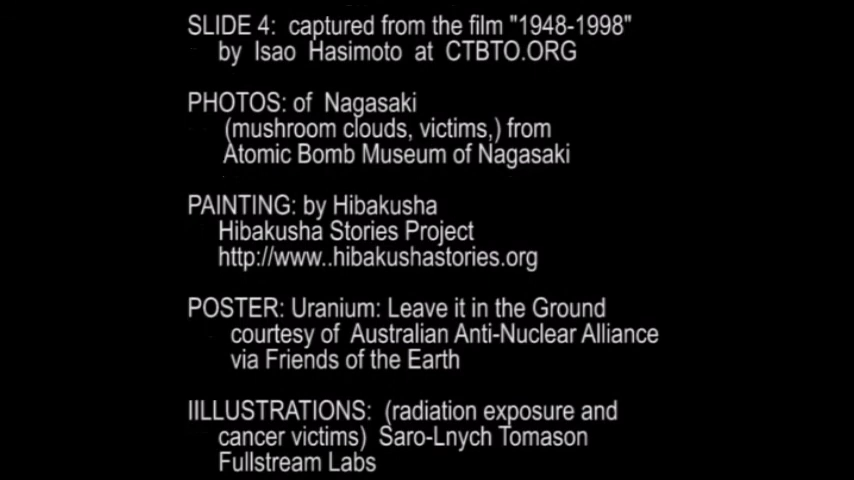 SLIDE 4: captured from the film "1948-1998"
by Isao Hasimoto at CTBTO.ORG
PHOTOS: of Nagasaki
(mushroom clouds, victims,) from
Atomic Bomb Museum of Nagasaki
PAINTING: by Hibakusha
Hibakusha Stories Project
http://www..hibakushastories.org
POSTER: Uranium: Leave it in the Ground
courtesy of Australian Anti-Nuclear Alliance
via Friends of the Earth
IILLUSTRATIONS: (radiation exposure and
cancer victims) Saro-Lnych Tomason
Fullstream Labs